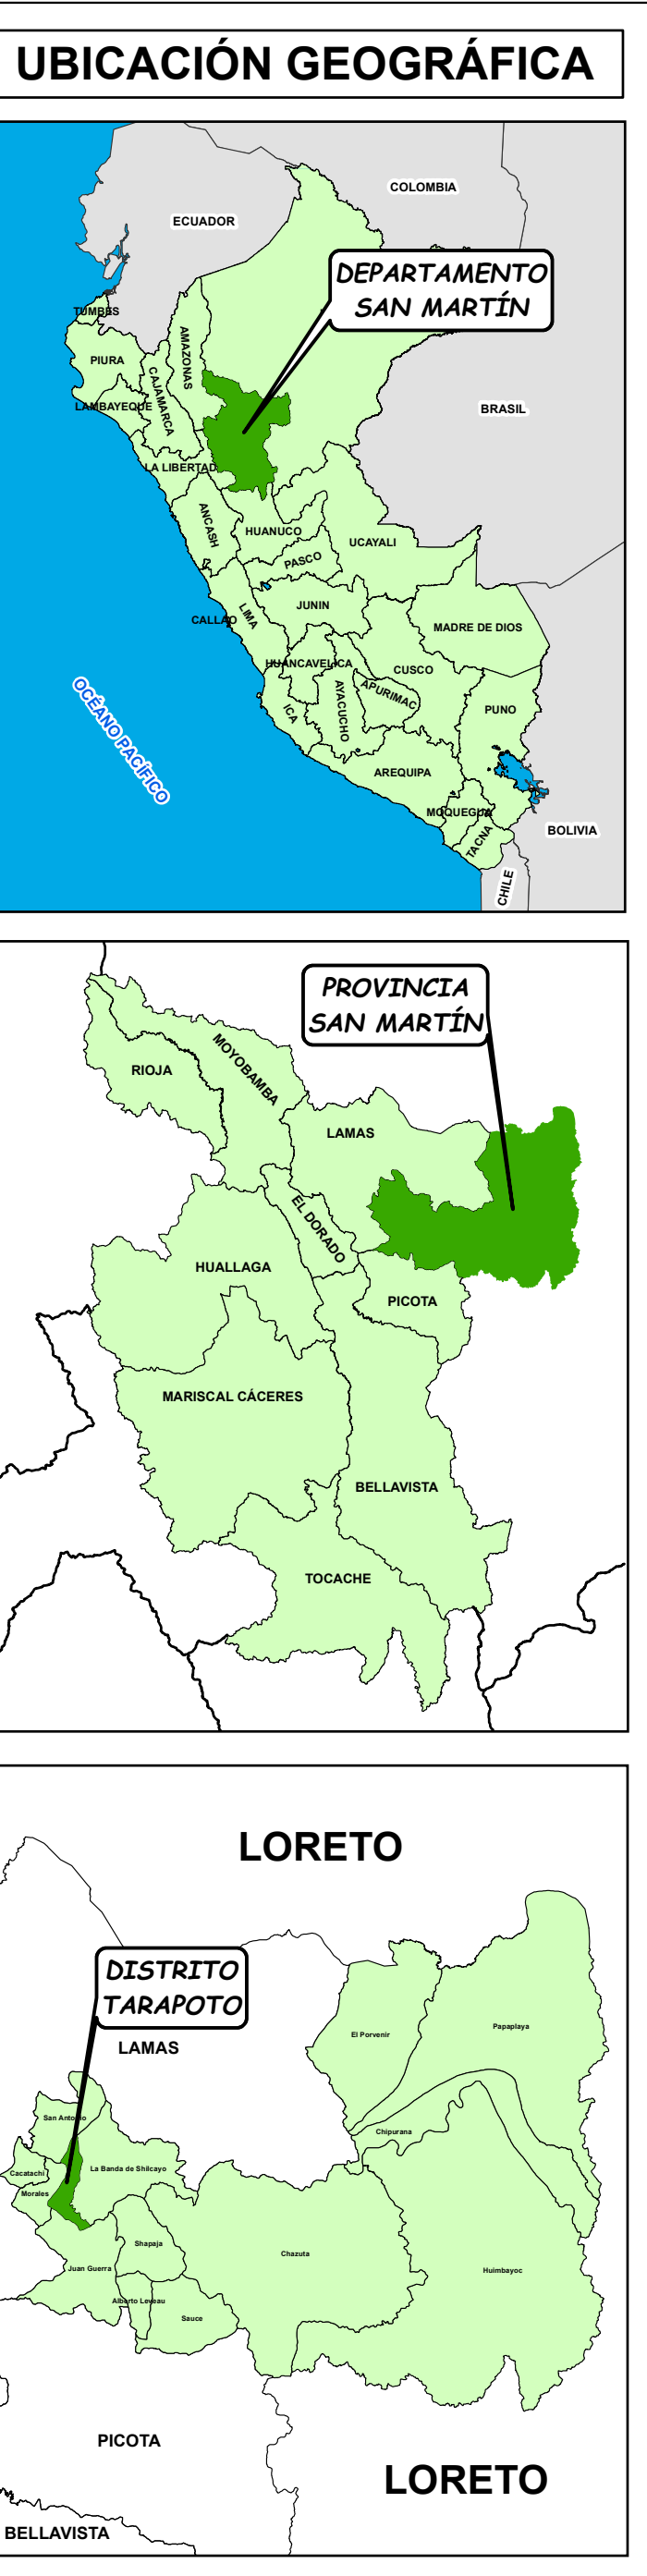 UBICACIÓN GEOGRÁFICA
COLOMBIA
ECUADOR
DEPARTAMENTO
SAN MARTÍN
TUMBES
AMAZONAS
PIURA
CAJAMARCA
LAMBAYEQUE
BRASIL
LA LIBERTAD
ANCASH
HUANUCO
UCAYALI
PASCO
JUNIN
LIMA
CALLAO
MADRE DE DIOS
HUANCAVELICA
CUSCO
APURIMAC
AYACUCHO
ICA
PUNO
OCÉANO PACÍFICO
AREQUIPA
MOQUEGUA
TACNA
BOLIVIA
CHILE
PROVINCIA
SAN MARTÍN
RIOJA
MOYOBAMBA
LAMAS
EL DORADO
HUALLAGA
PICOTA
MARISCAL CÁCERES
BELLAVISTA
TOCACHE
LORETO
DISTRITO
TARAPOTO
LAMAS
El Porvenir
Papaplaya
San Antonio
Chipurana
La Banda de Shilcayo
Cacatachi
Morales
Shapaja
Chazuta
Juan Guerra
Huimbayoc
Alberto Leveau
Sauce
PICOTA
LORETO
BELLAVISTA